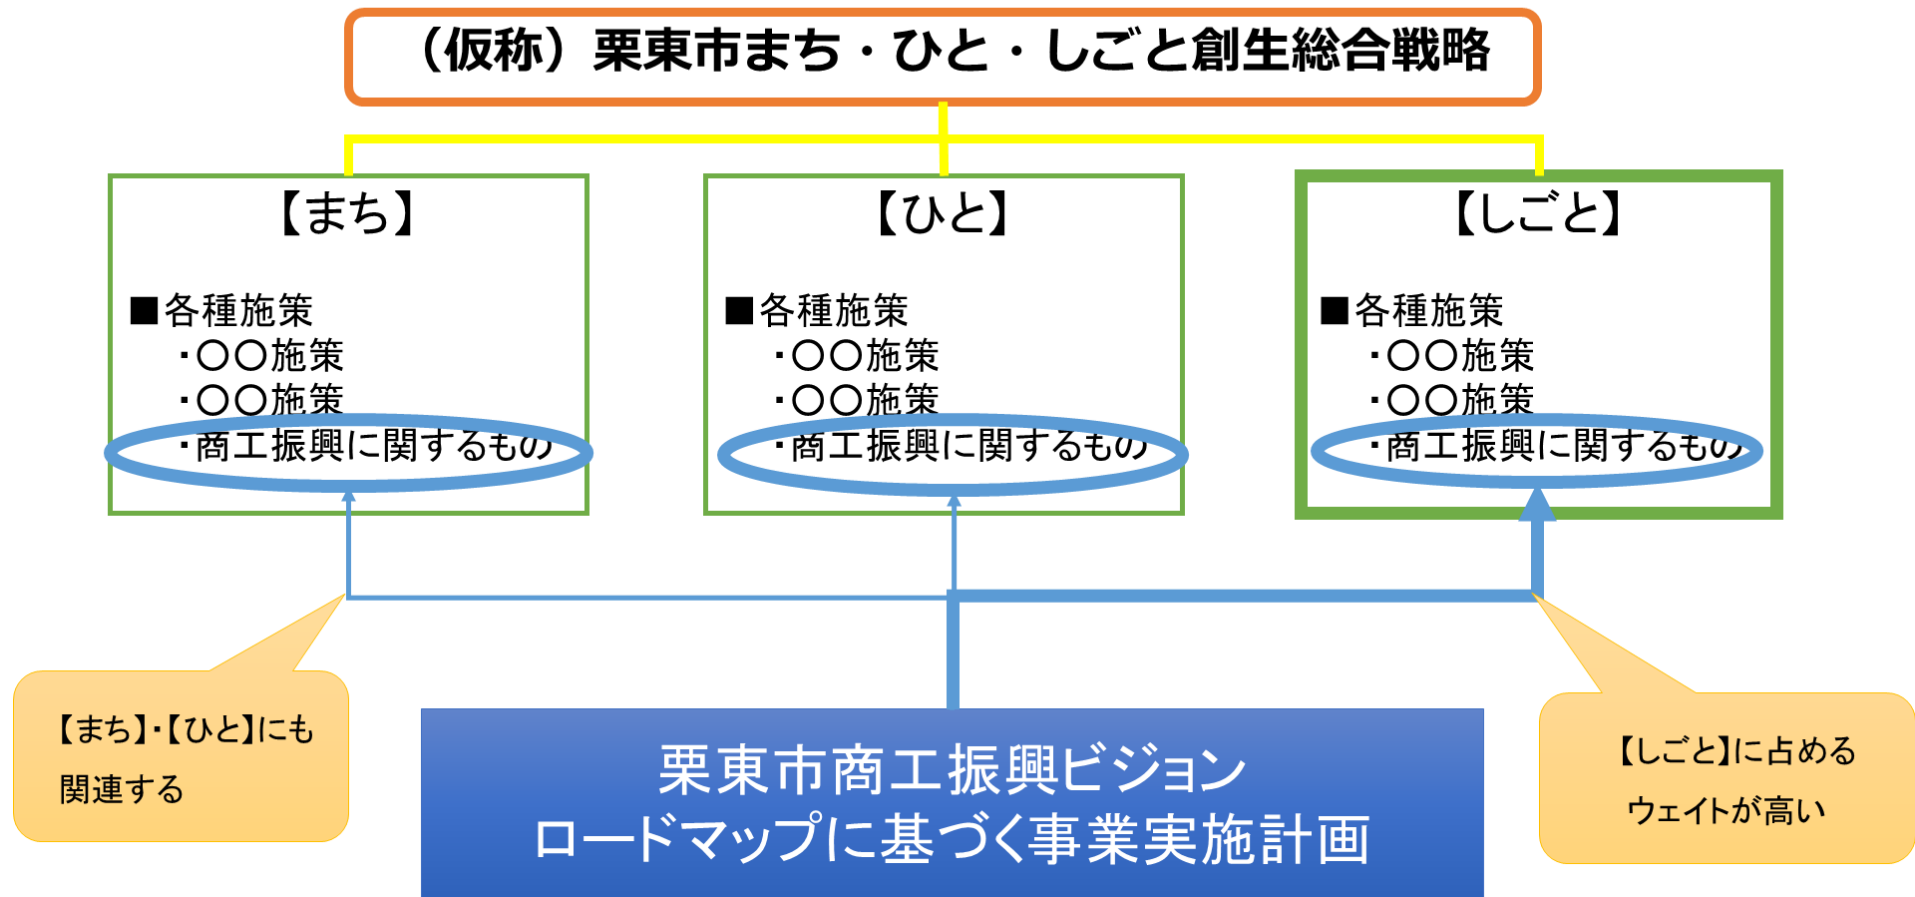 （仮称）栗東市まち・ひと・しごと創生総合戦略
【まち】
■各種施策
・〇〇施策
・〇〇施策
・商工振興に関するもの
【ひと】
■各種施策
・〇〇施策
・〇〇施策
・商工振興に関するもの
【しごと】
■各種施策
・〇〇施策
・〇〇施策
・商工振興に関するもの
【まち】・【ひと】にも
関連する
【しごと】に占める
ウェイトが高い
栗東市商工振興ビジョン
ロードマップに基づく事業実施計画